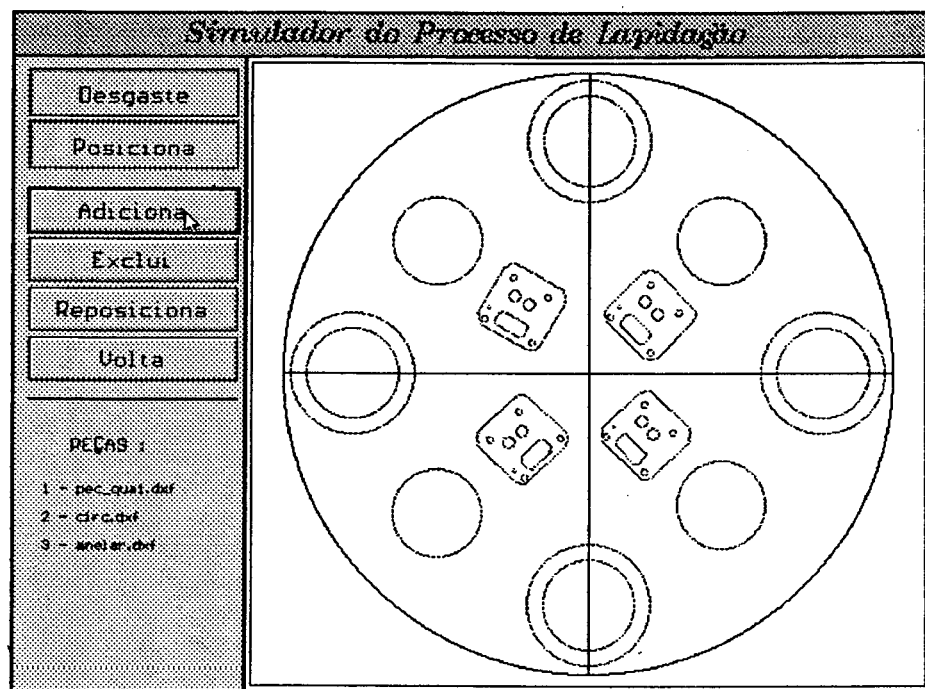 Simulador do Processo de Lapidação
Desgaste
Posiciona
Adiciona
Exclui
Reposiciona
Volta
PEÇAS :
1 - pec_quai.dxf
2 - circ.dxf
3 - anelar.dxf